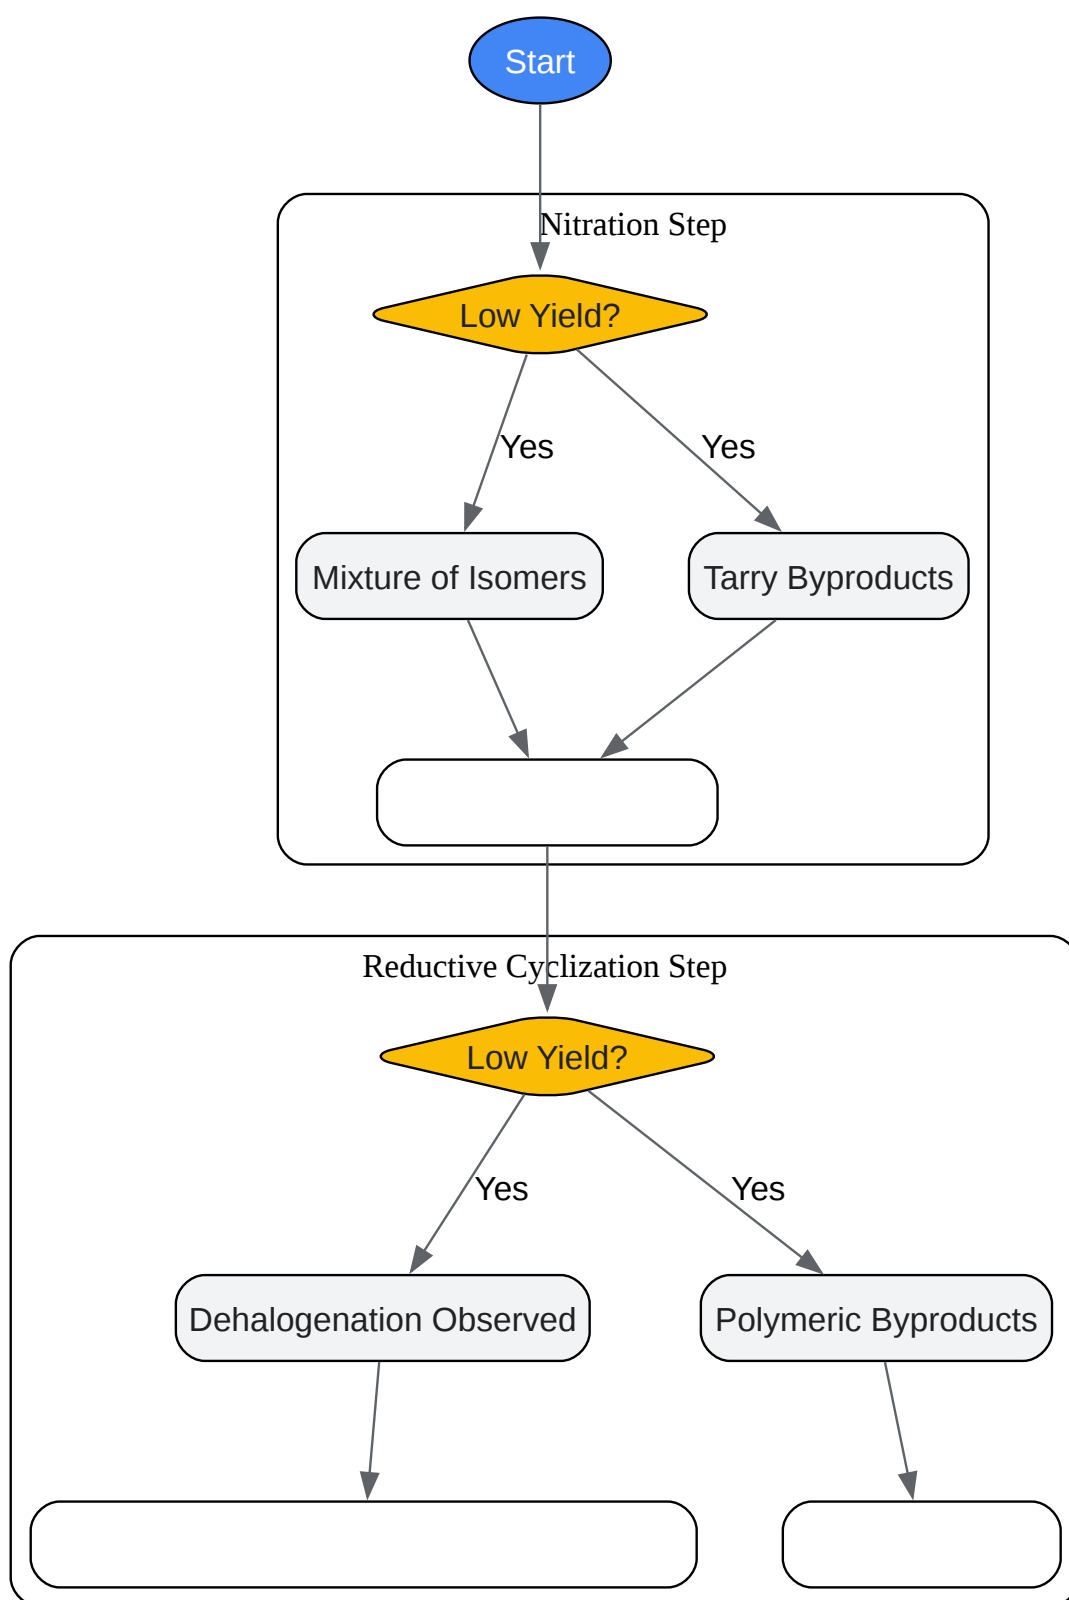 Start
Nitration Step
Low Yield?
Yes
Yes
Mixture of Isomers
Tarry Byproducts
Reductive Cyclization Step
Low Yield?
Yes
Yes
Dehalogenation Observed
Polymeric Byproducts